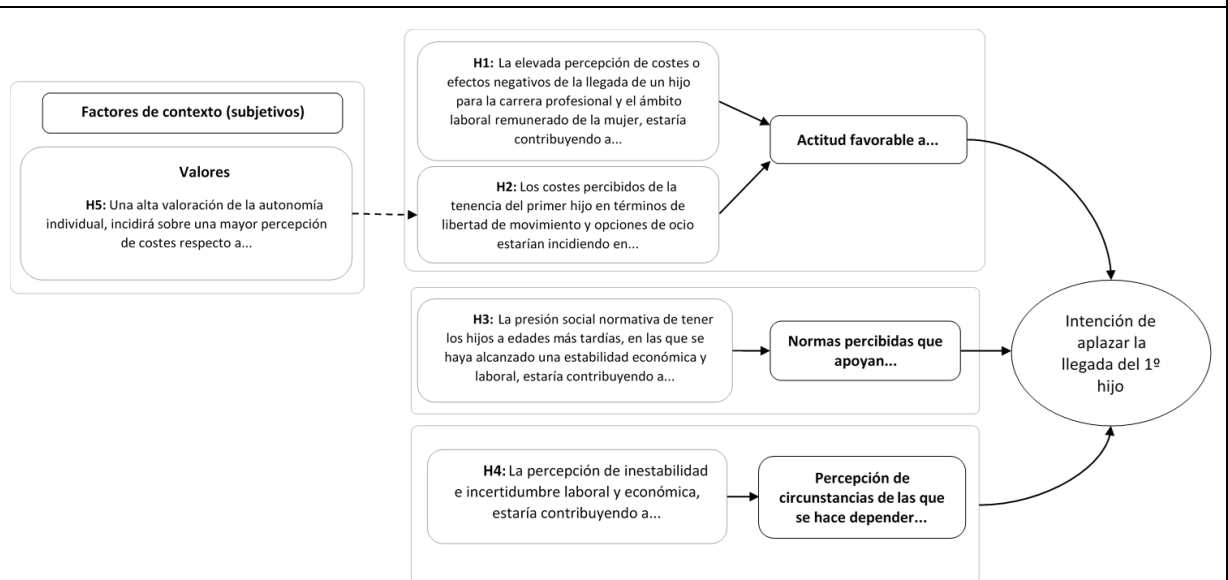 Factores de contexto (subjetivos)
Valores
H5: Una alta valoración de la autonomía
individual, incidirá sobre una mayor percepción
de costes respecto a...
H1: La elevada percepción de costes o
efectos negativos de la llegada de un hijo
para la carrera profesional y el ámbito
laboral remunerado de la mujer, estaría
contribuyendo a...
H2: Los costes percibidos de la
tenencia del primer hijo en términos de
libertad de movimiento y opciones de ocio
estarían incidiendo en...
Actitud favorable a...
H3: La presión social normativa de tener
los hijos a edades más tardías, en las que se
haya alcanzado una estabilidad económica y
laboral, estaría contribuyendo a...
Normas percibidas que
apoyan...
H4: La percepción de inestabilidad
e incertidumbre laboral y económica,
estaría contribuyendo a...
Percepción de
circunstancias de las que
se hace depender...
Intención de
aplazar la
llegada del 1º
hijo